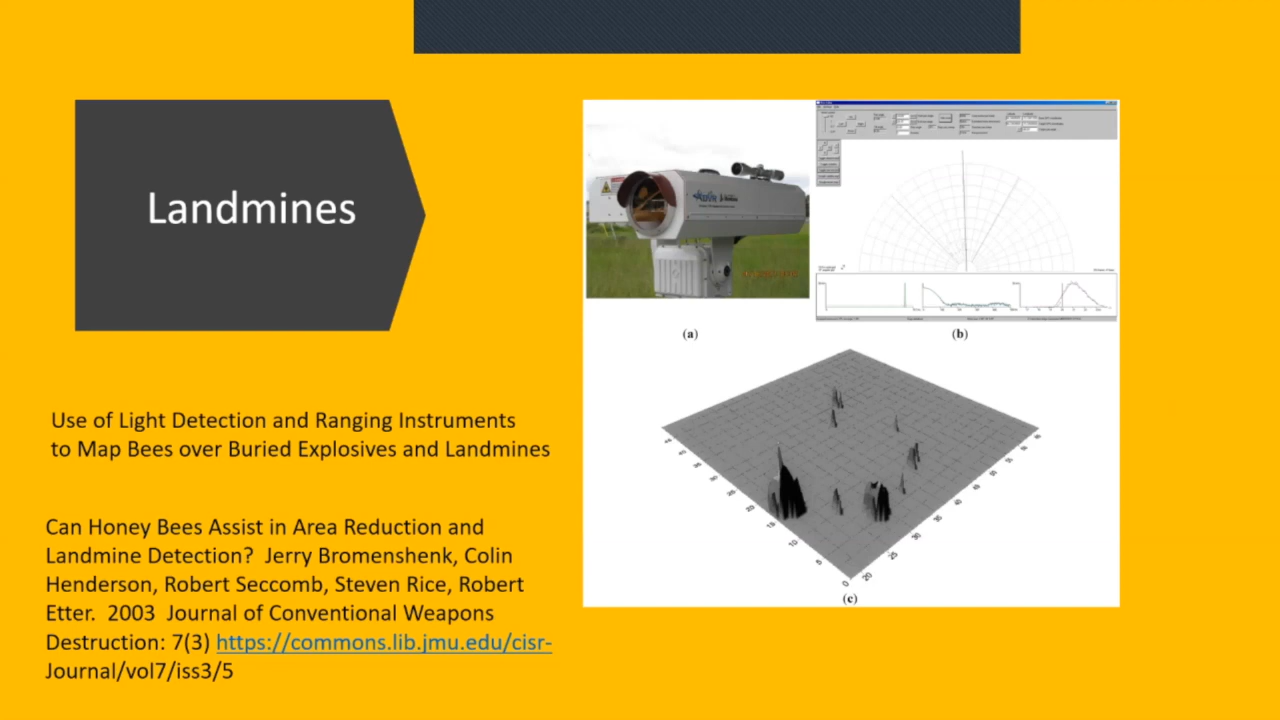 Landmines
Use of Light Detection and Ranging Instruments
to Map Bees over Buried Explosives and Landmines
Can Honey Bees Assist in Area Reduction and
Landmine Detection? Jerry Bromenshenk, Colin
Henderson, Robert Seccomb, Steven Rice, Robert
Etter. 2003 Journal of Conventional Weapons
Destruction: 7(3) https://commons.lib.jmu.edu/cisr-
Journal/vol7/iss3/5
(a)
(b)
(c)